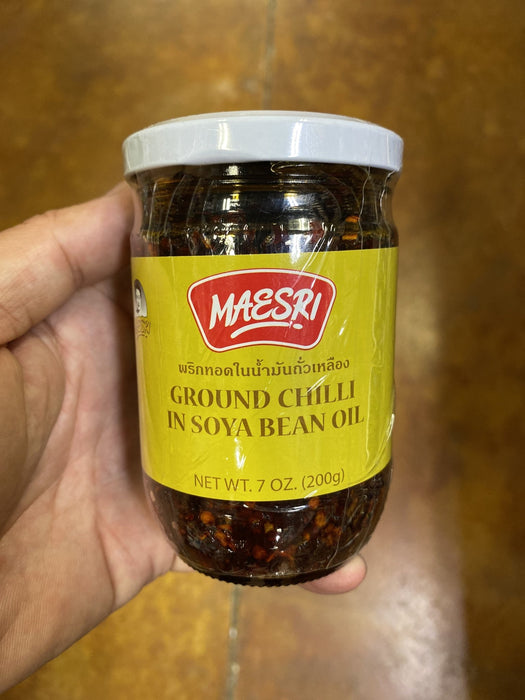 MAESRI
พริกทอดในน้ำมันถั่วเหลือง
GROUND CHILLI
IN SOYA BEAN OIL
NET WT. 7 OZ. (200g)